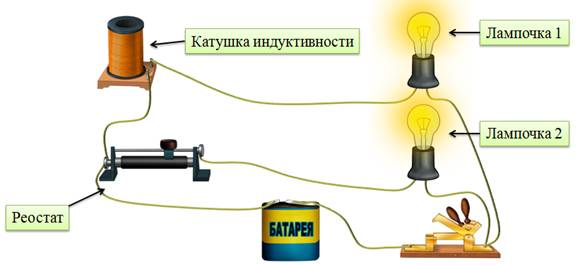 Катушка индуктивности
Лампочка 1
Лампочка 2
Реостат
БАТАРЕЯ